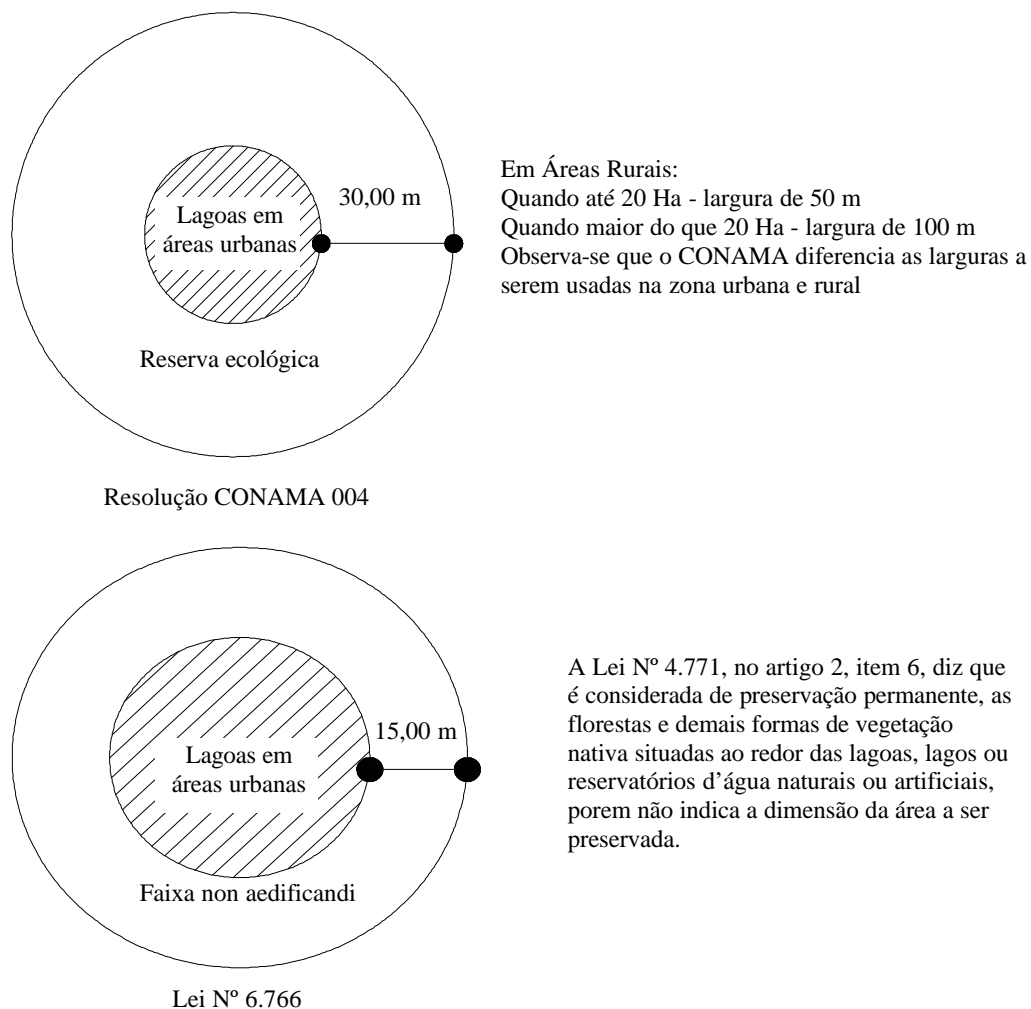 30,00 m
Lagoas em
áreas urbanas
Reserva ecológica
Resolução CONAMA 004
Em Áreas Rurais:
Quando até 20 Ha - largura de 50 m
Quando maior do que 20 Ha - largura de 100 m
Observa-se que o CONAMA diferencia as larguras a
serem usadas na zona urbana e rural
15,00 m
Lagoas em
áreas urbanas
Faixa non aedificandi
Lei Nº 6.766
A Lei Nº 4.771, no artigo 2, item 6, diz que
é considerada de preservação permanente, as
florestas e demais formas de vegetação
nativa situadas ao redor das lagoas, lagos ou
reservatórios d’água naturais ou artificiais,
porem não indica a dimensão da área a ser
preservada.